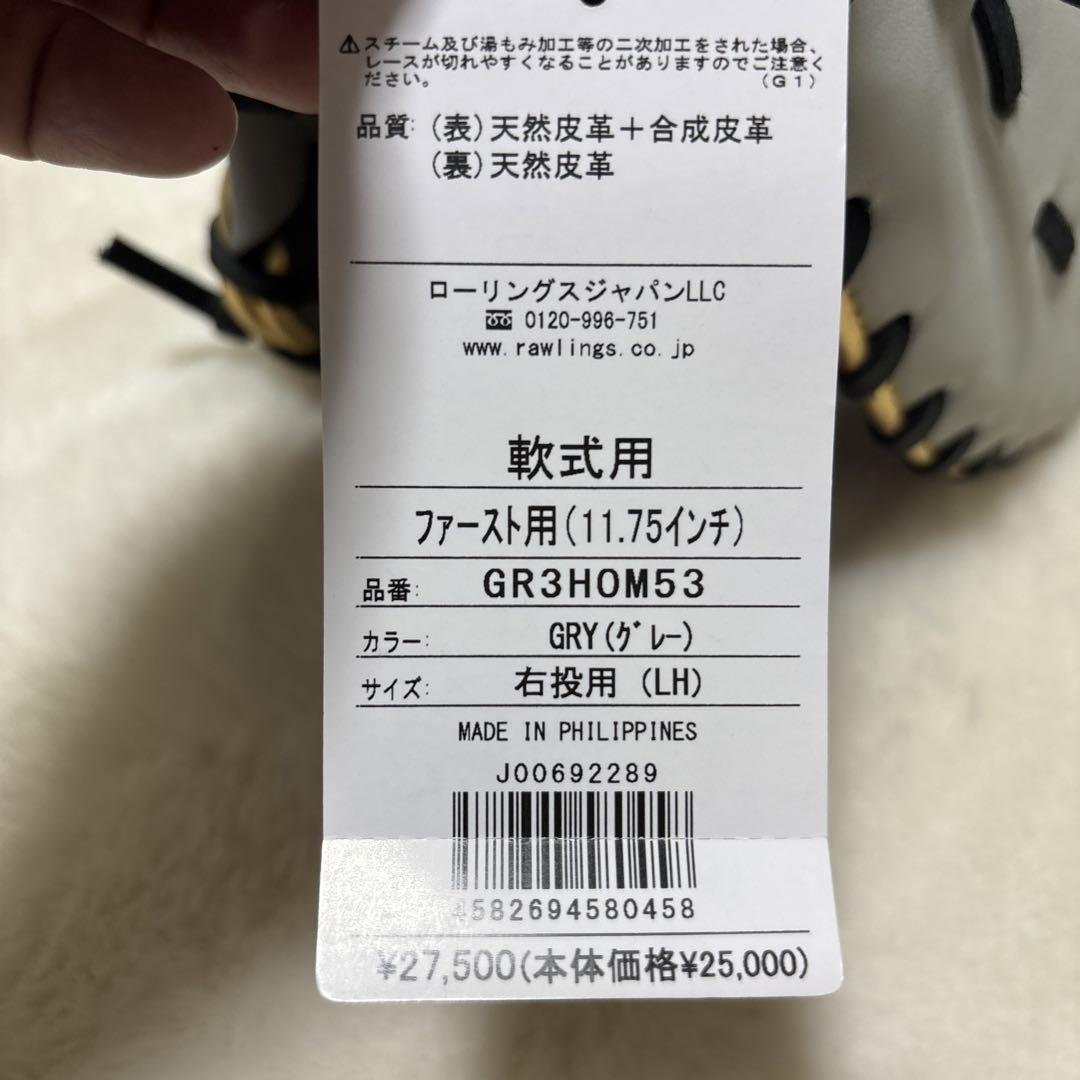 ⚠スチーム及び湯もみ加工等の二次加工をされた場合、
レースが切れやすくなることがありますのでご注意く
ださい。 (G1)
品質: (表)天然皮革+合成皮革
(裏)天然皮革
ローリングスジャパンLLC
0120-996-751
www.rawlings.co.jp
軟式用
ファースト用(11.75インチ)
品番: GR3HOM53
カラー: GRY(グレー)
サイズ: 右投用 (LH)
MADE IN PHILIPPINES
J00692289
4582694580458
¥27,500(本体価格¥25,000)